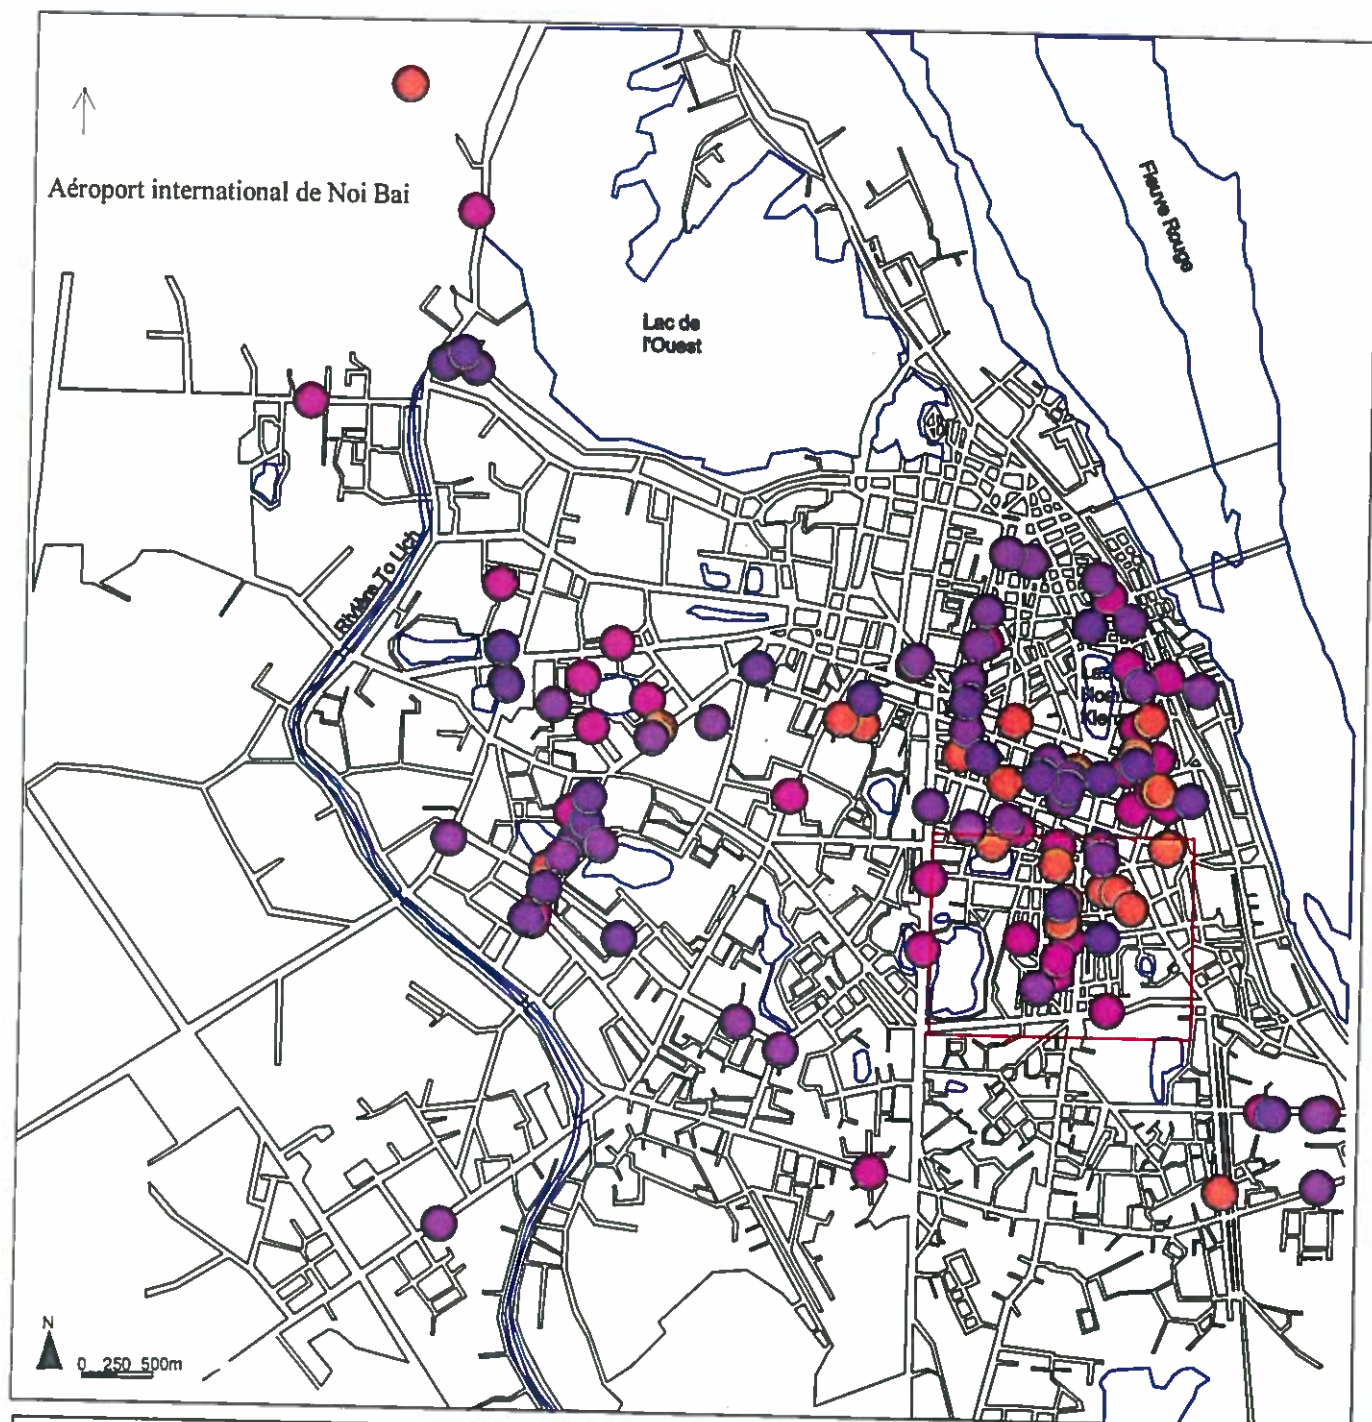 Aéroport international de Noi Bai
Fleuve Rouge
Lac de
l'Ouest
Rivière To Lich
N
0 250 500m